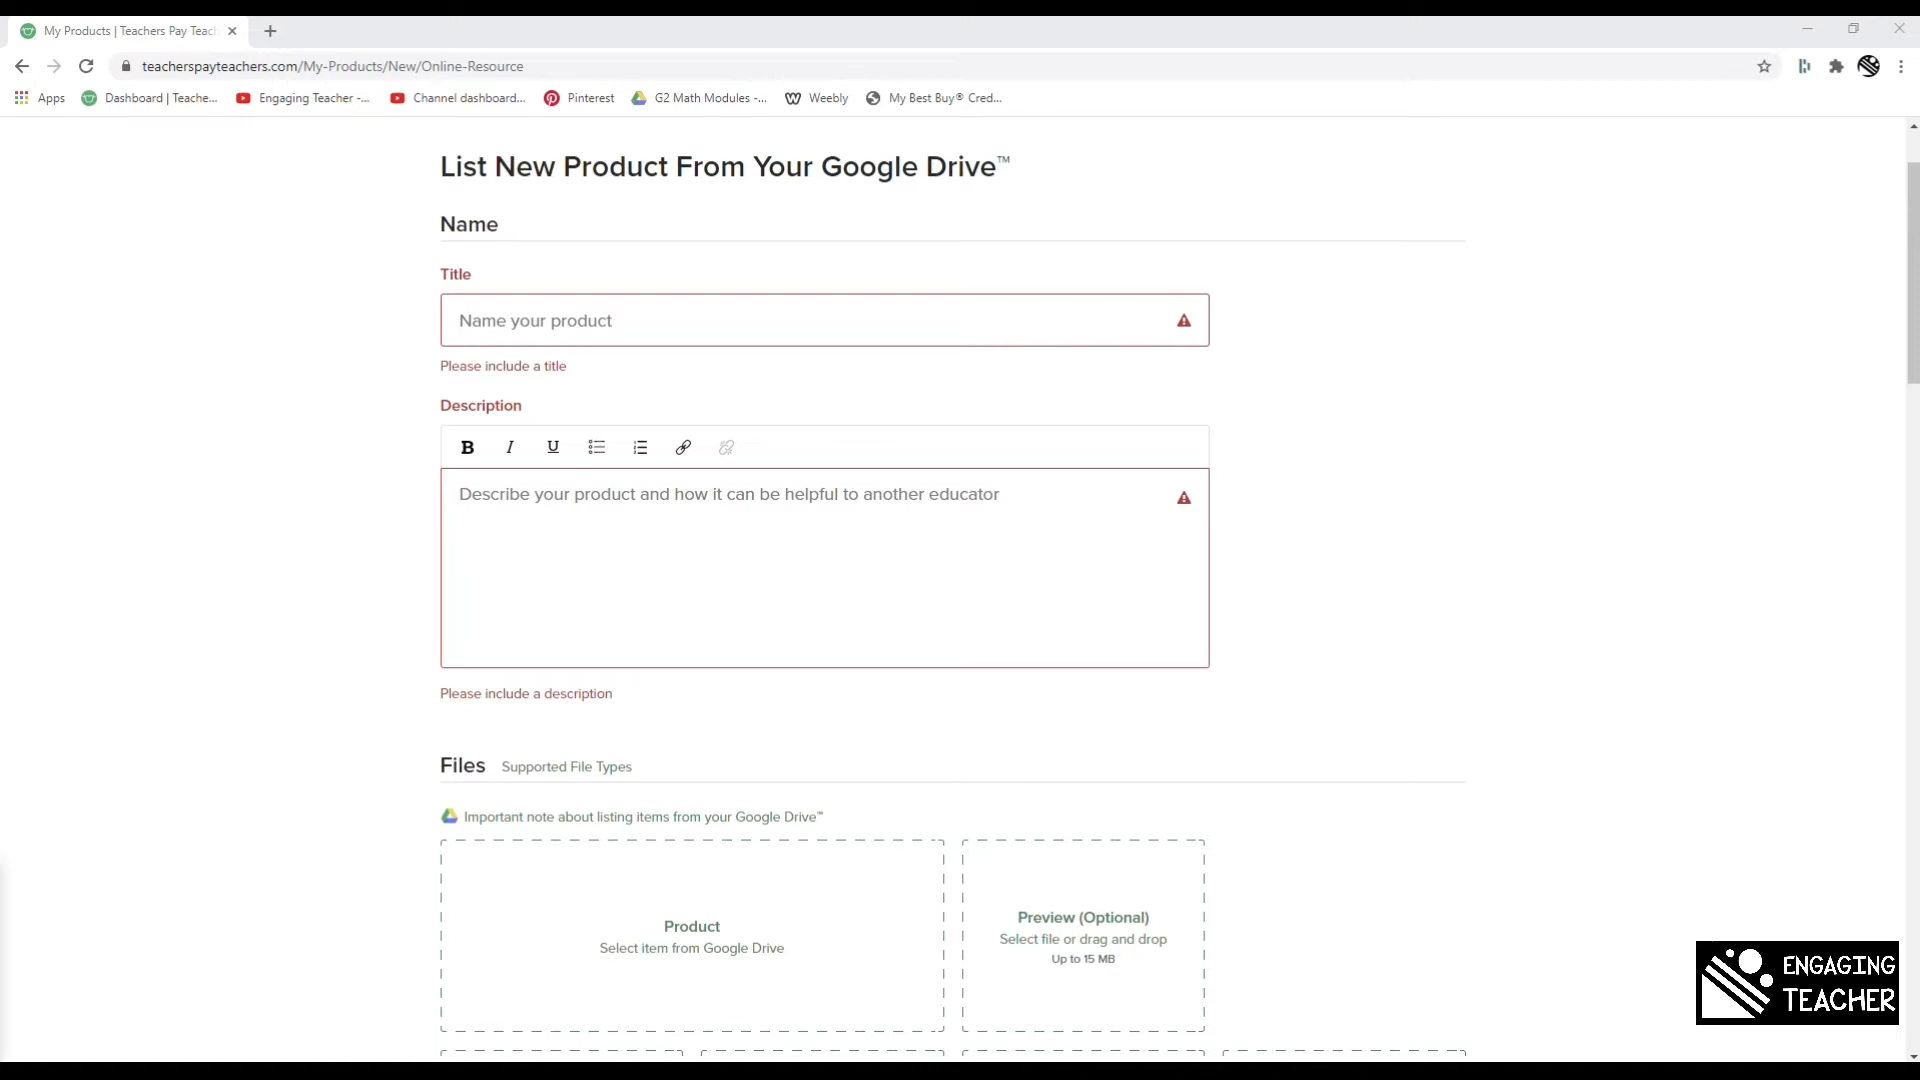 My Products | Teachers Pay Teach
teacherspayteachers.com/My-Products/New/Online-Resource
Apps
Dashboard | Teache...
Engaging Teacher -...
Channel dashboard...
Pinterest
G2 Math Modules -...
Weebly
My Best Buy® Cred...
List New Product From Your Google Drive™
Name
Title
Name your product
Please include a title
Description
B I U
Describe your product and how it can be helpful to another educator
Please include a description
Files Supported File Types
Important note about listing items from your Google Drive™
Product
Select item from Google Drive
Preview (Optional)
Select file or drag and drop
Up to 15 MB
ENGAGING
TEACHER